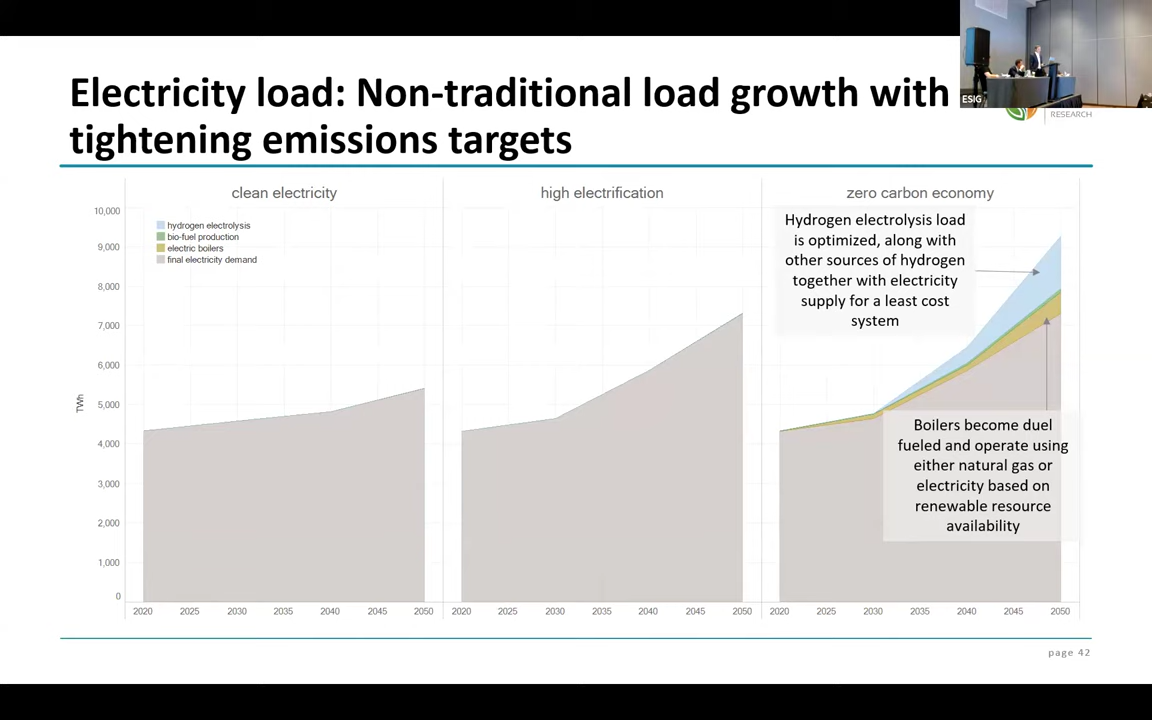 Electricity load: Non-traditional load growth with
tightening emissions targets
ESIG
RESEARCH
clean electricity
high electrification
zero carbon economy
hydrogen electrolysis
bio-fuel production
electric boilers
final electricity demand
TWh
10,000
9,000
8,000
7,000
6,000
5,000
4,000
3,000
2,000
1,000
0
Hydrogen electrolysis load
is optimized, along with
other sources of hydrogen
together with electricity
supply for a least cost
system
Boilers become duel
fueled and operate using
either natural gas or
electricity based on
renewable resource
availability
2020 2025 2030 2035 2040 2045 2050
2020 2025 2030 2035 2040 2045 2050
2020 2025 2030 2035 2040 2045 2050
page 42